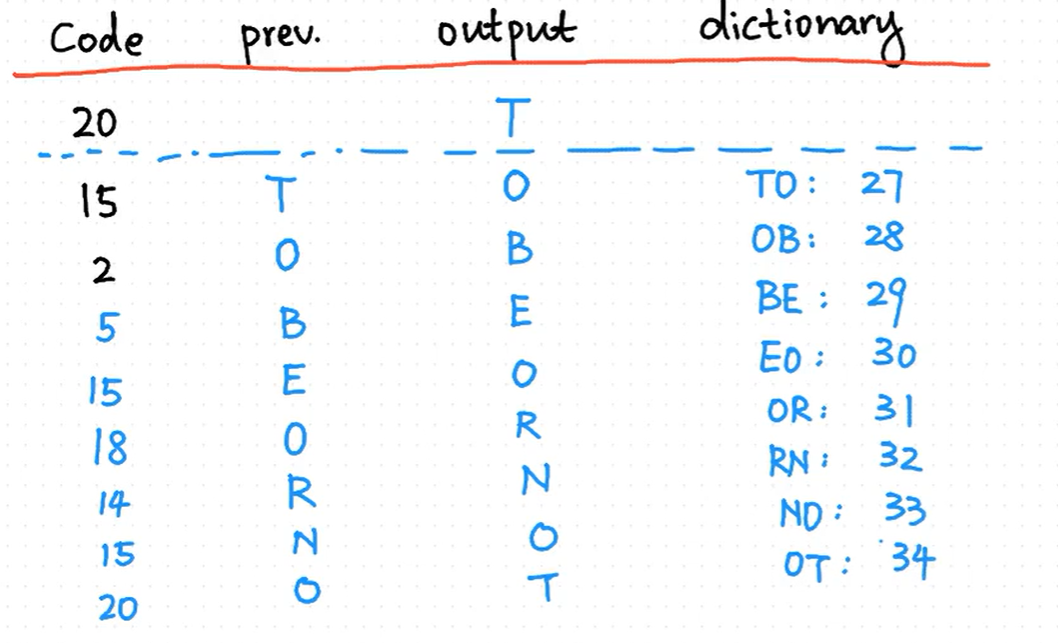 Code prev. output dictionary
20 T
15 T O TO: 27
2 O B OB: 28
5 B E BE: 29
15 E O EO: 30
18 O R OR: 31
14 R N RN: 32
15 N O NO: 33
20 O T OT: 34